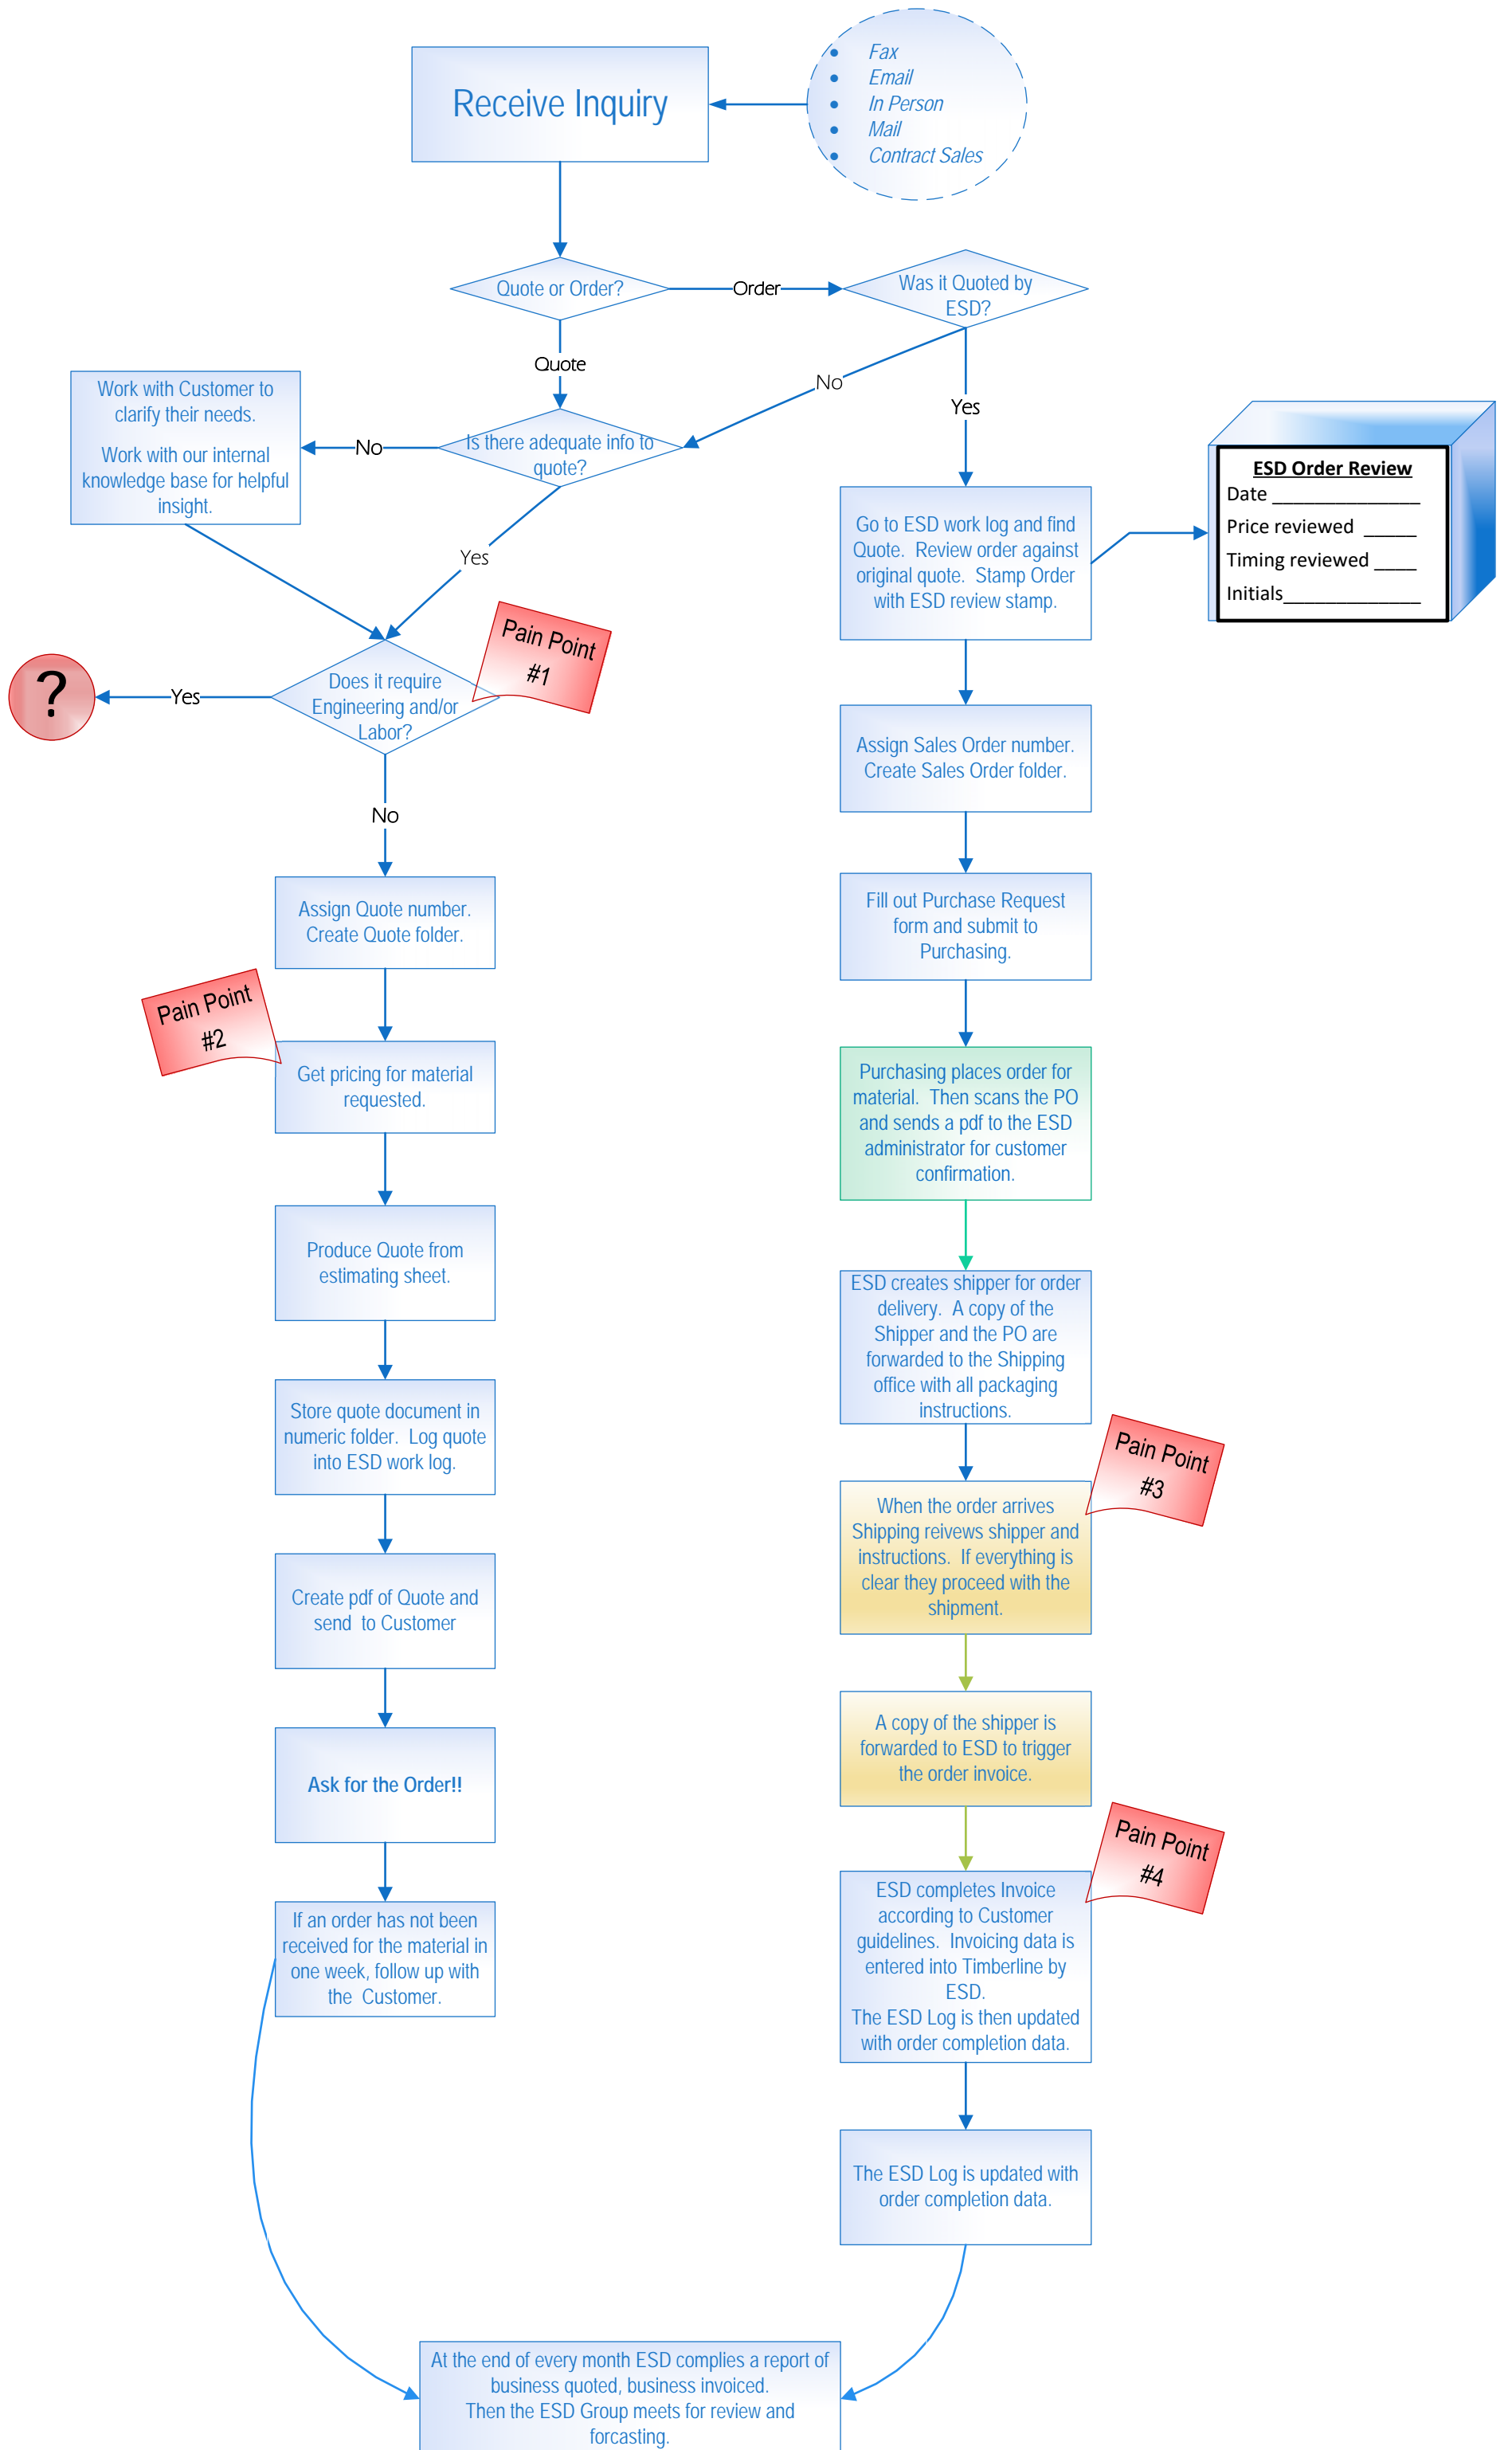 Receive Inquiry
• Fax
• Email
• In Person
• Mail
• Contract Sales
Quote or Order?
Order
Was it Quoted by
ESD?
Quote
No
Yes
Work with Customer to
clarify their needs.
Work with our internal
knowledge base for helpful
insight.
No
Is there adequate info to
quote?
Yes
ESD Order Review
Date ______________
Price reviewed _____
Timing reviewed ____
Initials_____________
Go to ESD work log and find
Quote. Review order against
original quote. Stamp Order
with ESD review stamp.
Pain Point
#1
?
Yes
Does it require
Engineering and/or
Labor?
No
Assign Sales Order number.
Create Sales Order folder.
Assign Quote number.
Create Quote folder.
Fill out Purchase Request
form and submit to
Purchasing.
Pain Point
#2
Get pricing for material
requested.
Purchasing places order for
material. Then scans the PO
and sends a pdf to the ESD
administrator for customer
confirmation.
Produce Quote from
estimating sheet.
ESD creates shipper for order
delivery. A copy of the
Shipper and the PO are
forwarded to the Shipping
office with all packaging
instructions.
Store quote document in
numeric folder. Log quote
into ESD work log.
Pain Point
#3
When the order arrives
Shipping reivews shipper and
instructions. If everything is
clear they proceed with the
shipment.
Create pdf of Quote and
send to Customer
A copy of the shipper is
forwarded to ESD to trigger
the order invoice.
Ask for the Order!!
Pain Point
#4
ESD completes Invoice
according to Customer
guidelines. Invoicing data is
entered into Timberline by
ESD.
The ESD Log is then updated
with order completion data.
If an order has not been
received for the material in
one week, follow up with
the Customer.
The ESD Log is updated with
order completion data.
At the end of every month ESD complies a report of
business quoted, business invoiced.
Then the ESD Group meets for review and
forcasting.